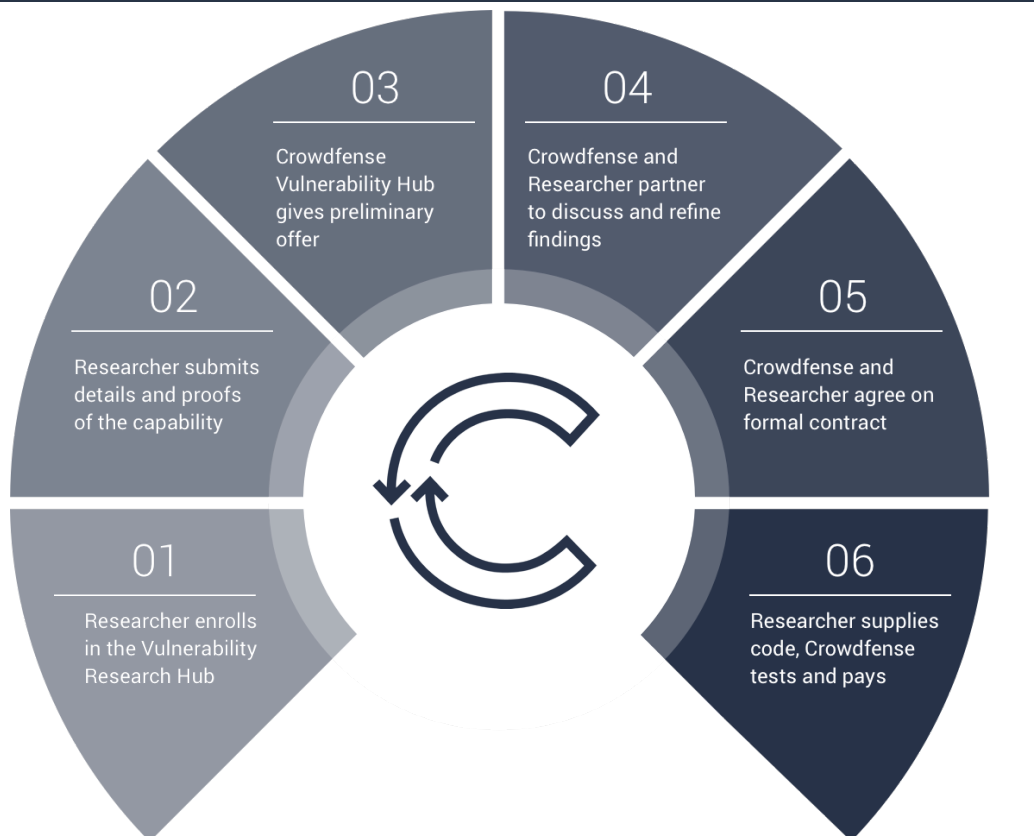 01
Researcher enrolls
in the Vulnerability
Research Hub
02
Researcher submits
details and proofs
of the capability
03
Crowdfense
Vulnerability Hub
gives preliminary
offer
04
Crowdfense and
Researcher partner
to discuss and refine
findings
05
Crowdfense and
Researcher agree on
formal contract
06
Researcher supplies
code, Crowdfense
tests and pays